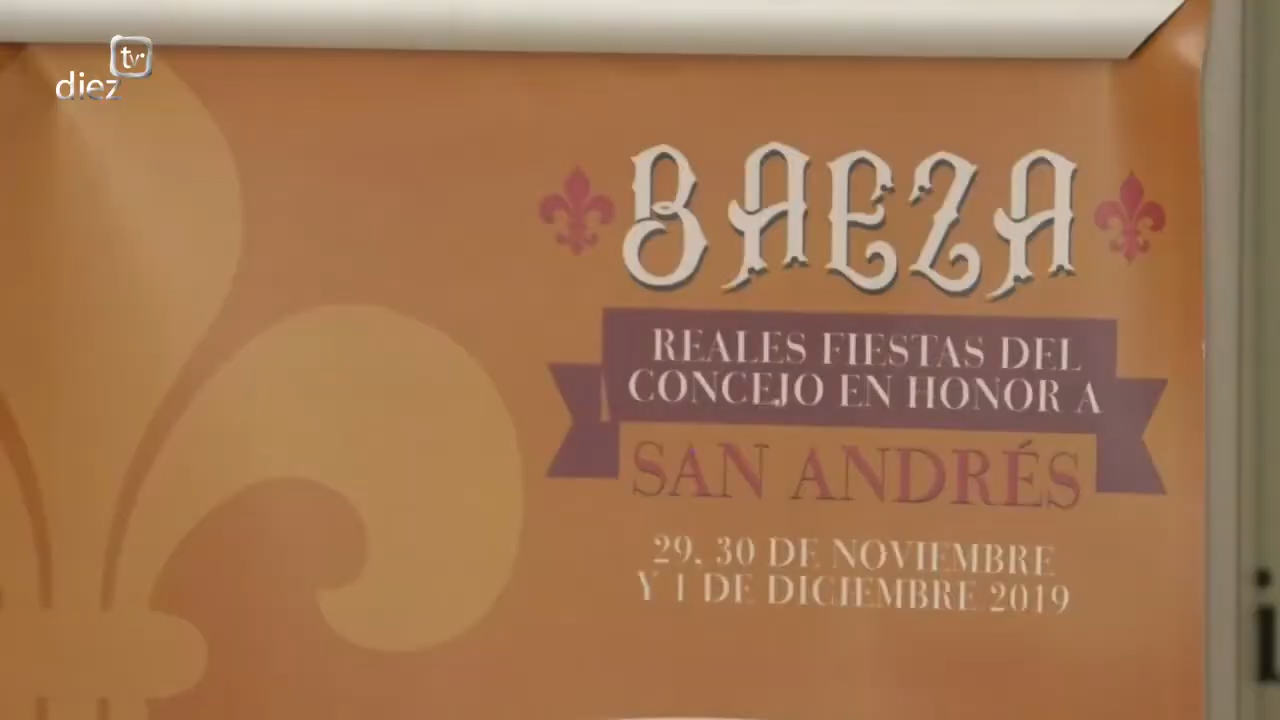 diez tv
BAEZA
REALES FIESTAS DEL
CONCEJO EN HONOR A
SAN ANDRÉS
29, 30 DE NOVIEMBRE
Y 1 DE DICIEMBRE 2019